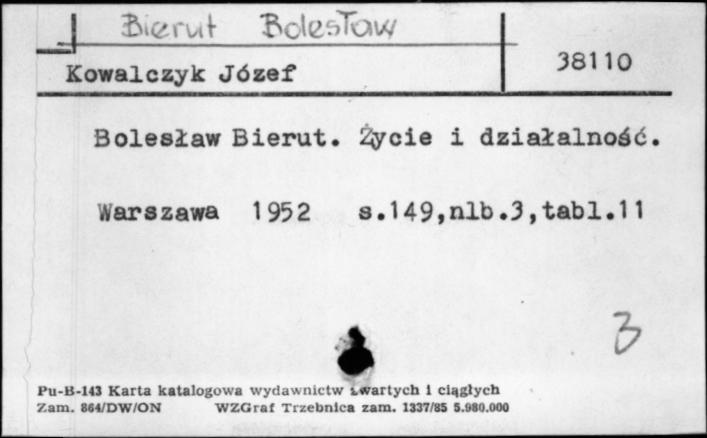 Bierut Bolesław
Kowalczyk Józef
38110
Bolesław Bierut. Życie i działalność.
Warszawa 1952 s.149,nlb.3,tabl.11
3
Pu-B-143 Karta katalogowa wydawnictw zwartych i ciągłych
Zam. 864/DW/ON WZGraf Trzebnica zam. 1337/85 5.980.000